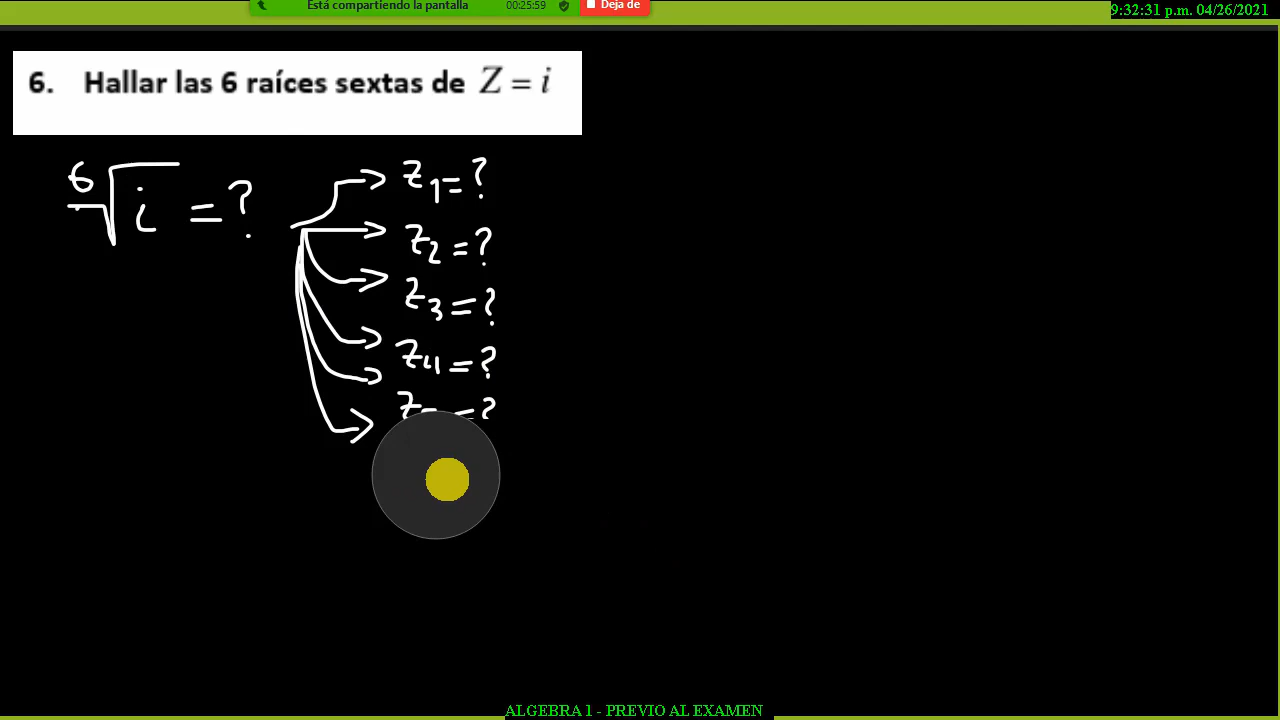 Está compartiendo la pantalla 00:25:59 Deja de
9:32:31 p.m. 04/26/2021
6. Hallar las 6 raíces sextas de Z = i
6√i = ?
z1 = ?
z2 = ?
z3 = ?
z4 = ?
z = ?
ALGEBRA 1 - PREVIO AL EXAMEN